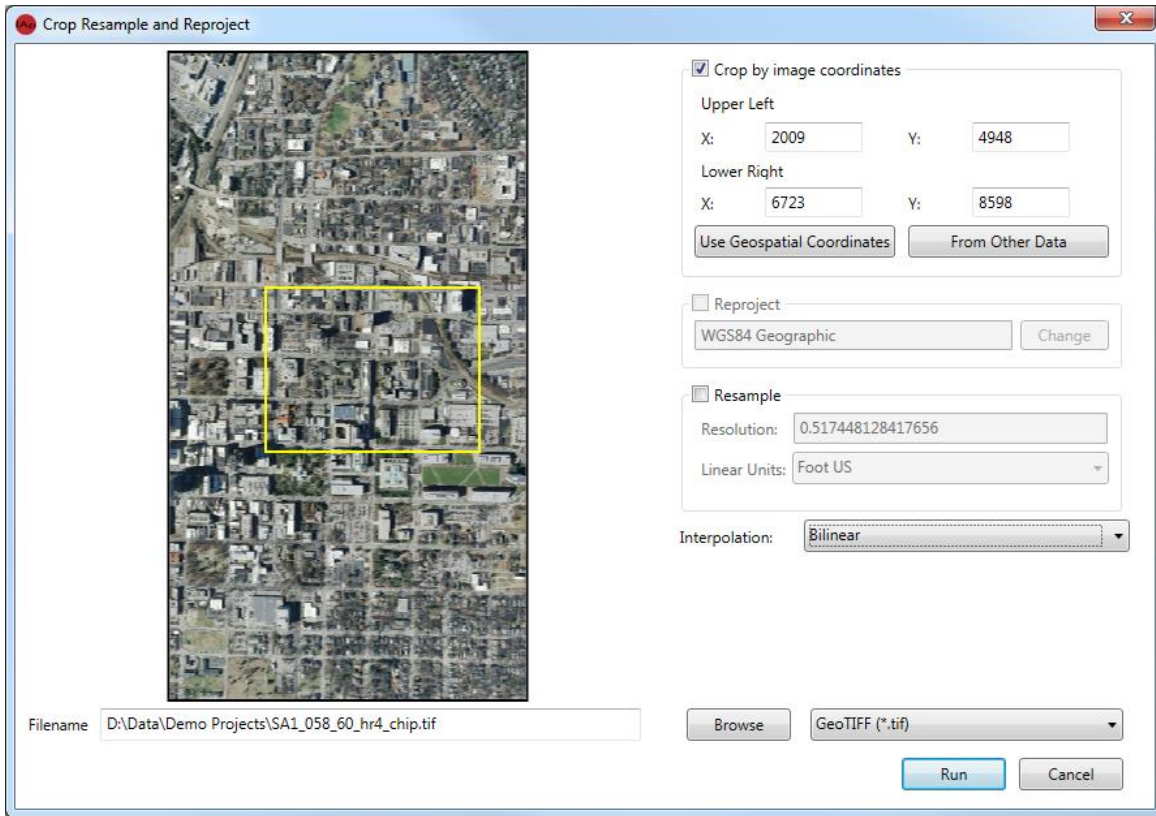 Crop Resample and Reproject
Crop by image coordinates
Upper Left
X: 2009 Y: 4948
Lower Right
X: 6723 Y: 8598
Use Geospatial Coordinates From Other Data
Reproject
WGS84 Geographic Change
Resample
Resolution: 0.517448128417656
Linear Units: Foot US
Interpolation: Bilinear
Filename D:\Data\Demo Projects\SA1_058_60_hr4_chip.tif Browse GeoTIFF (*.tif)
Run Cancel